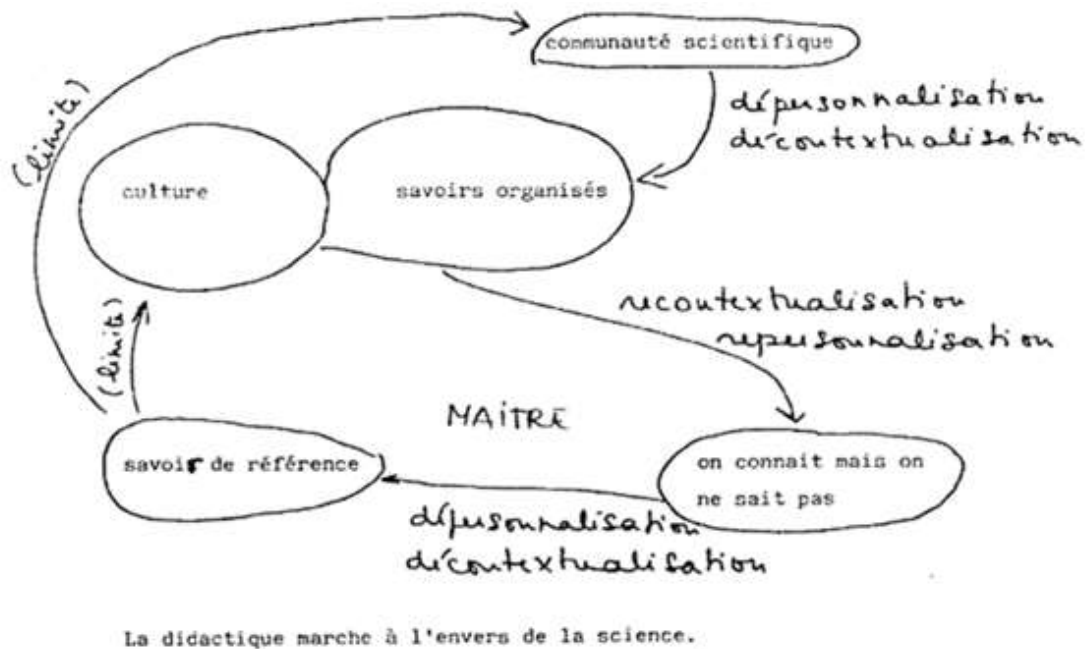 communauté scientifique
dépersonnalisation
décontextualisation
(limite)
culture
savoirs organisés
recontextualisation
repersonnalisation
(limite)
MAITRE
savoir de référence
on connait mais on
ne sait pas
dépersonnalisation
décontextualisation
La didactique marche à l'envers de la science.